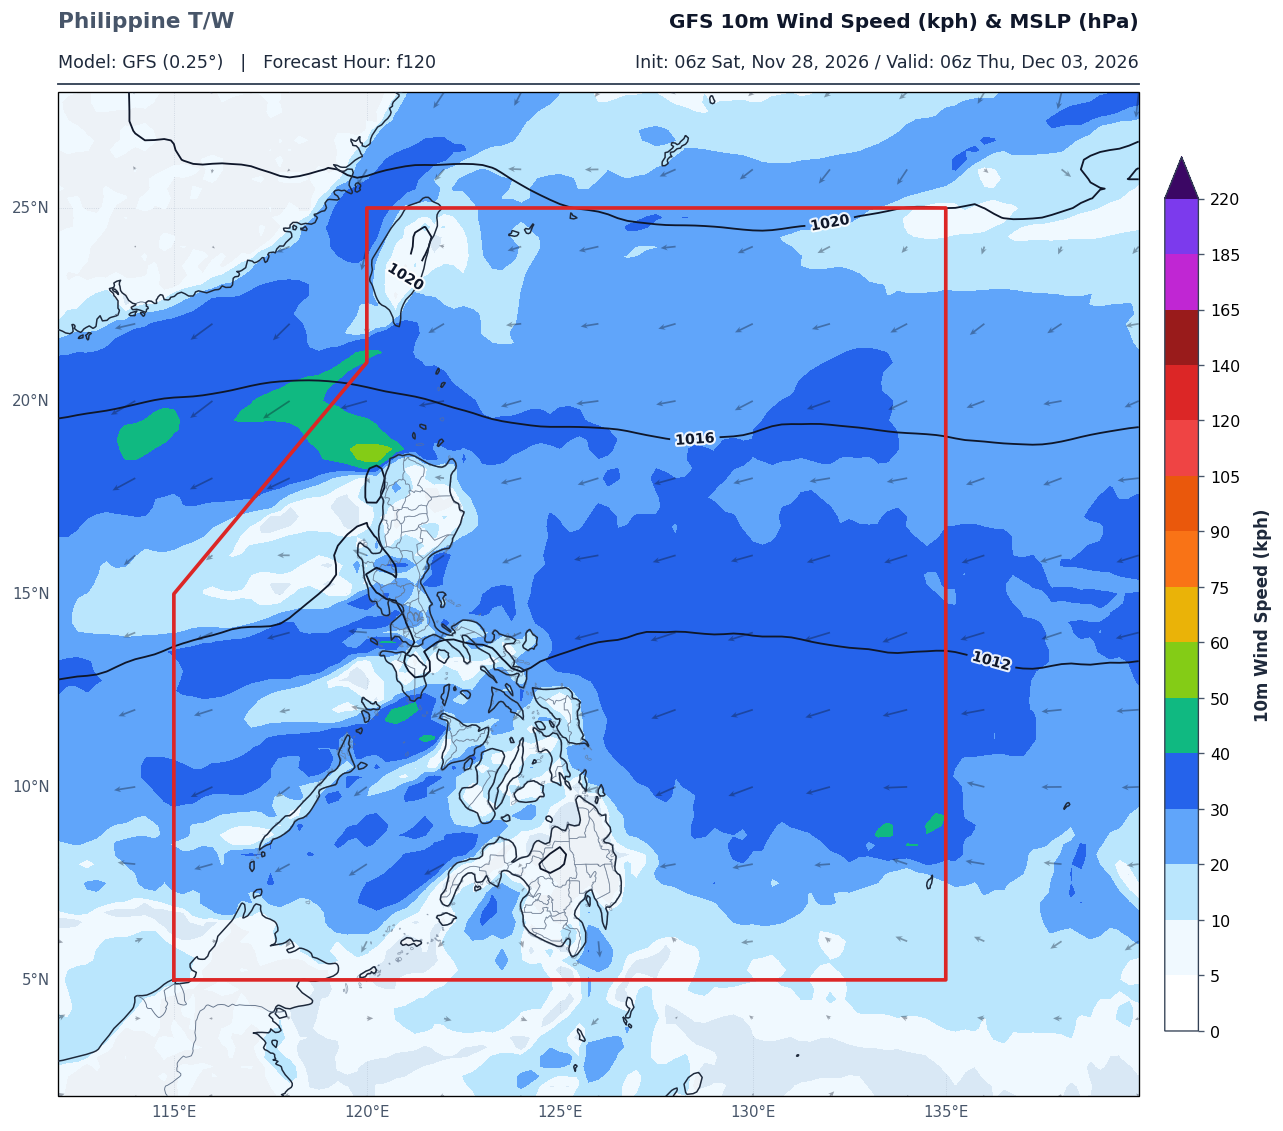 Philippine T/W
GFS 10m Wind Speed (kph) & MSLP (hPa)
Model: GFS (0.25°) | Forecast Hour: f120
Init: 06z Sat, Nov 28, 2026 / Valid: 06z Thu, Dec 03, 2026
25°N
20°N
15°N
10°N
5°N
115°E
120°E
125°E
130°E
135°E
1020
1020
1016
1012
220
185
165
140
120
105
90
75
60
50
40
30
20
10
5
0
10m Wind Speed (kph)